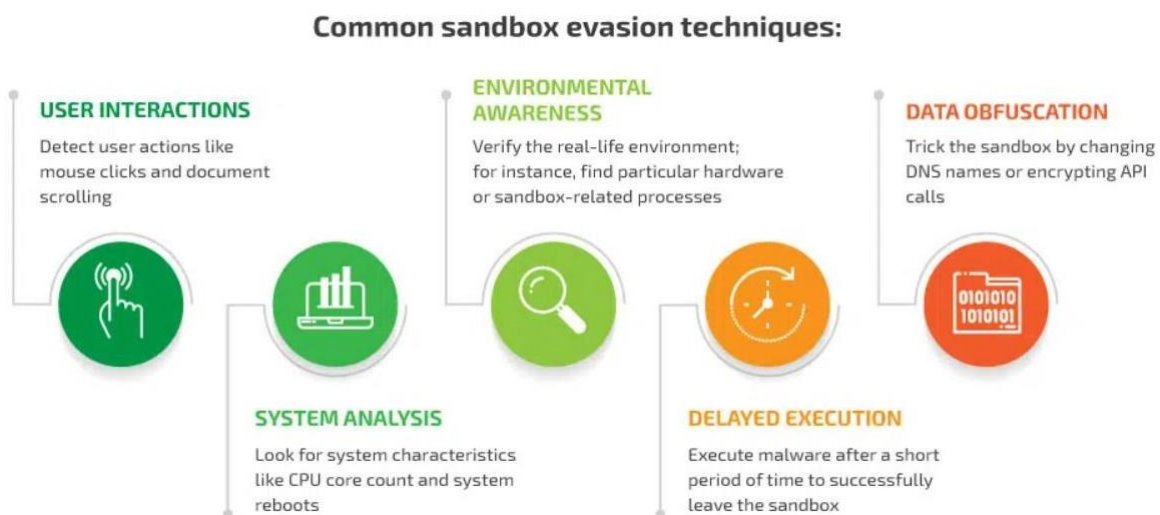 Common sandbox evasion techniques:
USER INTERACTIONS
Detect user actions like
mouse clicks and document
scrolling
ENVIRONMENTAL
AWARENESS
Verify the real-life environment;
for instance, find particular hardware
or sandbox-related processes
DATA OBFUSCATION
Trick the sandbox by changing
DNS names or encrypting API
calls
0101010
1010101
SYSTEM ANALYSIS
Look for system characteristics
like CPU core count and system
reboots
DELAYED EXECUTION
Execute malware after a short
period of time to successfully
leave the sandbox